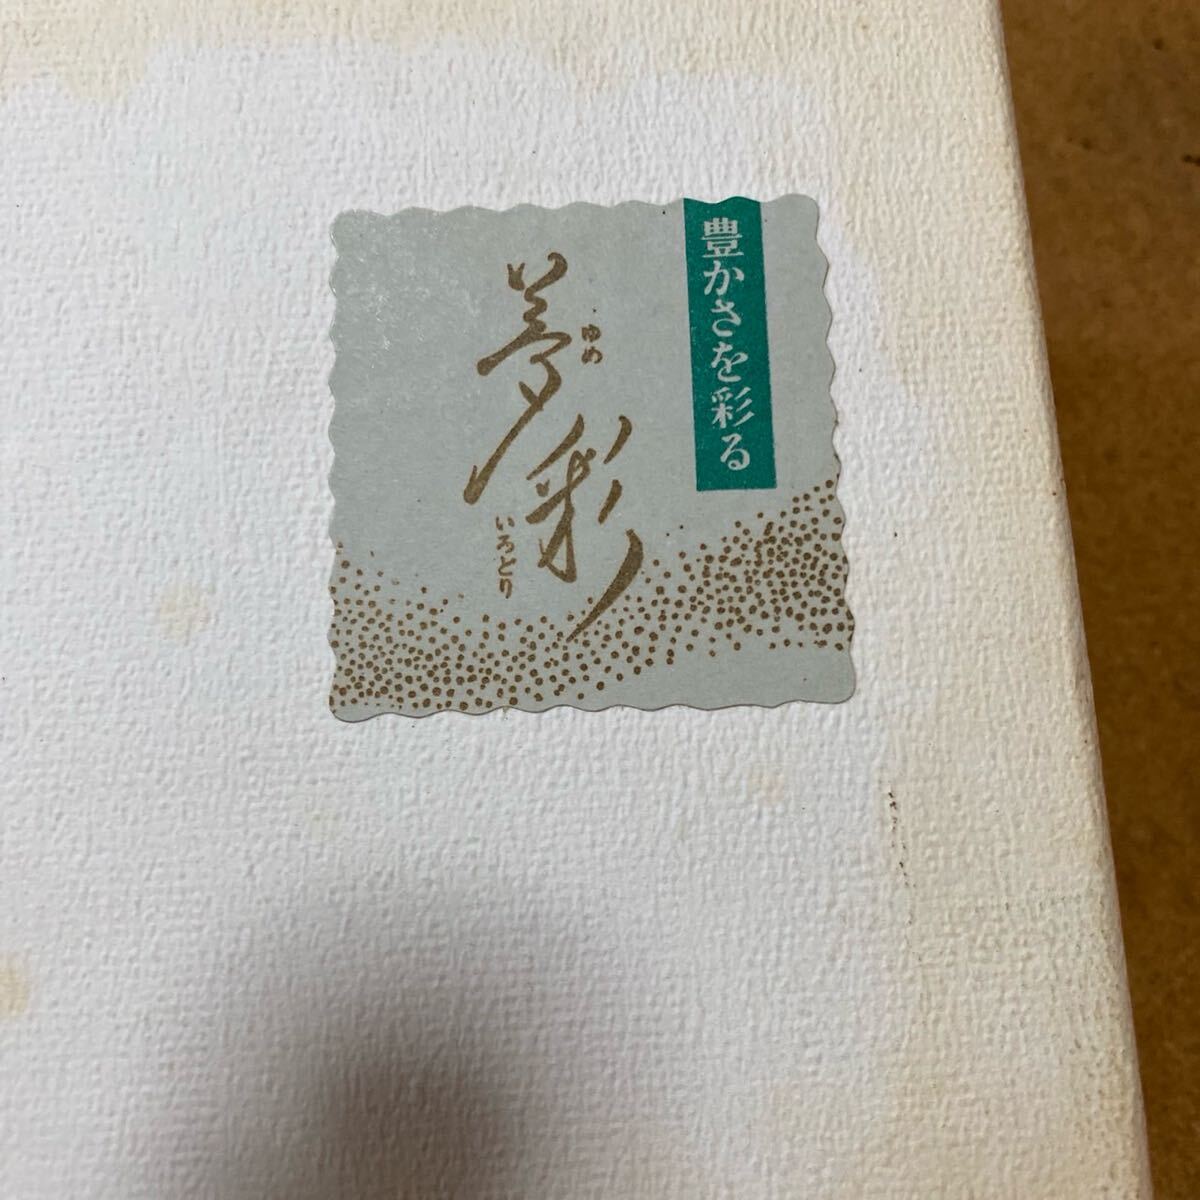 豊かさを彩る
夢彩
ゆめ
いろどり